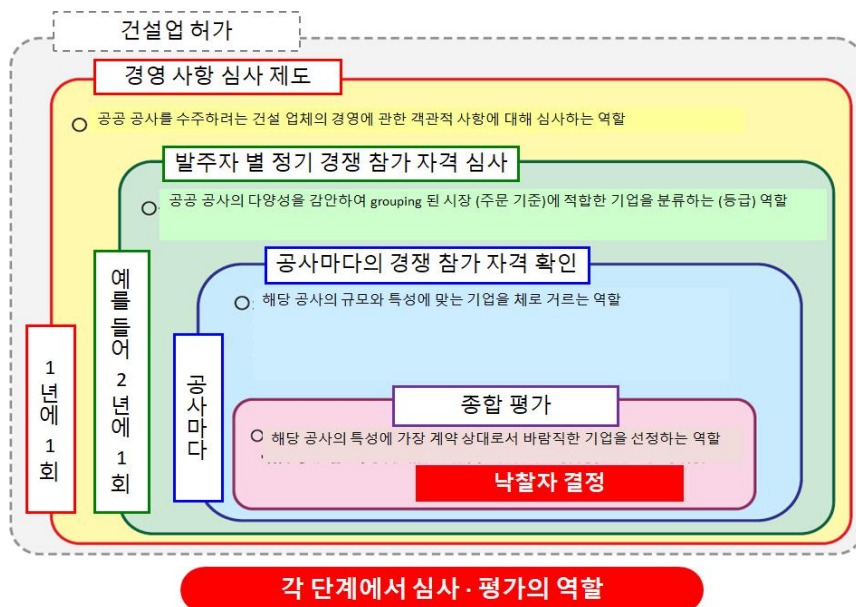 건설업 허가
경영 사항 심사 제도
공공 공사를 수주하려는 건설 업체의 경영에 관한 객관적 사항에 대해 심사하는 역할
발주자 별 정기 경쟁 참가 자격 심사
공공 공사의 다양성을 감안하여 grouping 된 시장 (주문 기준)에 적합한 기업을 분류하는 (등급) 역할
공사마다의 경쟁 참가 자격 확인
해당 공사의 규모와 특성에 맞는 기업을 체로 거르는 역할
1년에 1회
예를 들어 2년에 1회
공사마다
종합 평가
해당 공사의 특성에 가장 계약 상대로서 바람직한 기업을 선정하는 역할
낙찰자 결정
각 단계에서 심사 · 평가의 역할